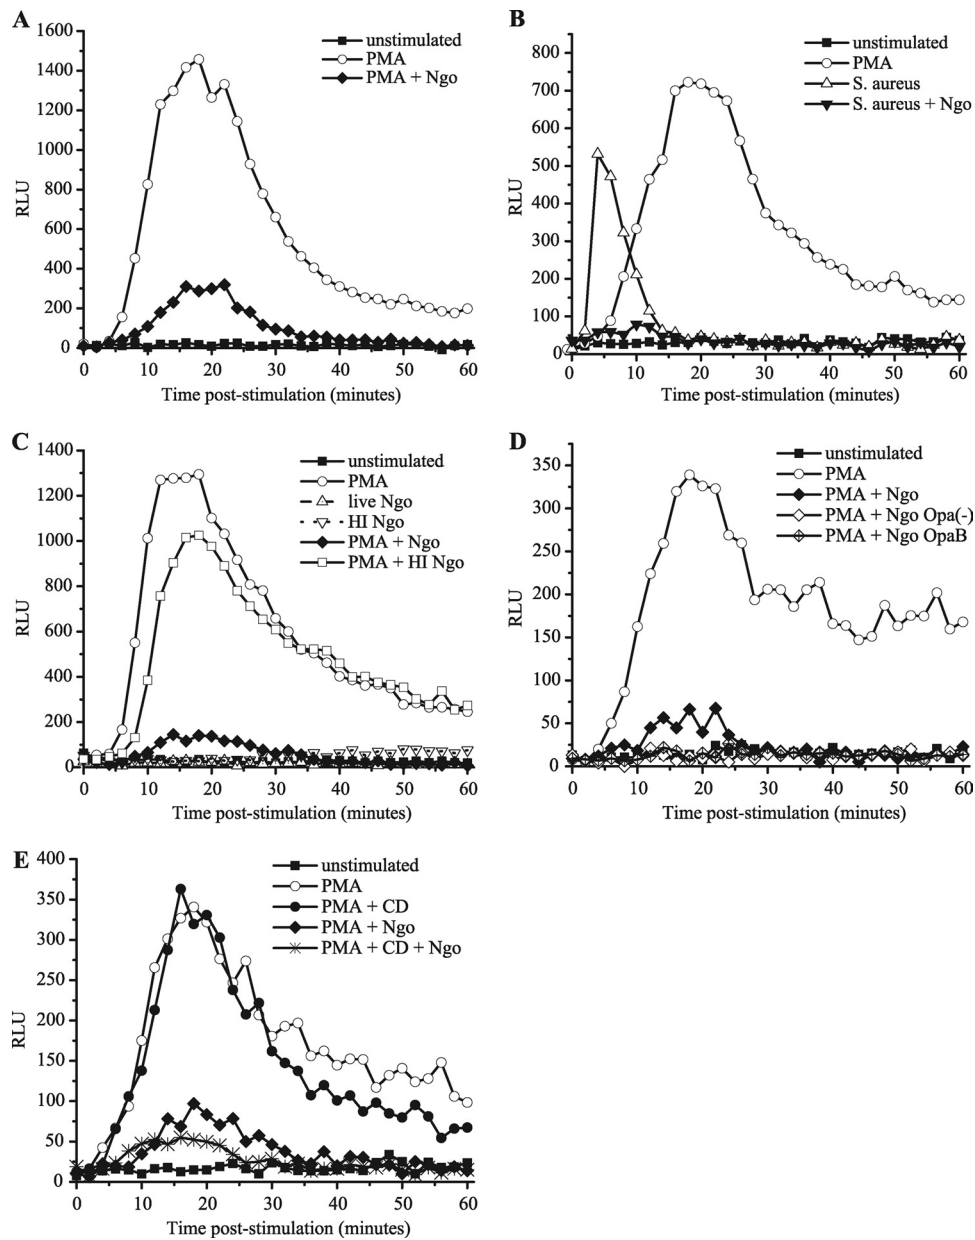 A
1600
1400
1200
1000
800
600
400
200
0
RLU
0 10 20 30 40 50 60
Time post-stimulation (minutes)
unstimulated
PMA
PMA + Ngo
B
800
700
600
500
400
300
200
100
0
RLU
0 10 20 30 40 50 60
Time post-stimulation (minutes)
unstimulated
PMA
S. aureus
S. aureus + Ngo
C
1400
1200
1000
800
600
400
200
0
RLU
0 10 20 30 40 50 60
Time post-stimulation (minutes)
unstimulated
PMA
live Ngo
HI Ngo
PMA + Ngo
PMA + HI Ngo
D
350
300
250
200
150
100
50
0
RLU
0 10 20 30 40 50 60
Time post-stimulation (minutes)
unstimulated
PMA
PMA + Ngo
PMA + Ngo Opa(-)
PMA + Ngo OpaB
E
400
350
300
250
200
150
100
50
0
RLU
0 10 20 30 40 50 60
Time post-stimulation (minutes)
unstimulated
PMA
PMA + CD
PMA + Ngo
PMA + CD + Ngo